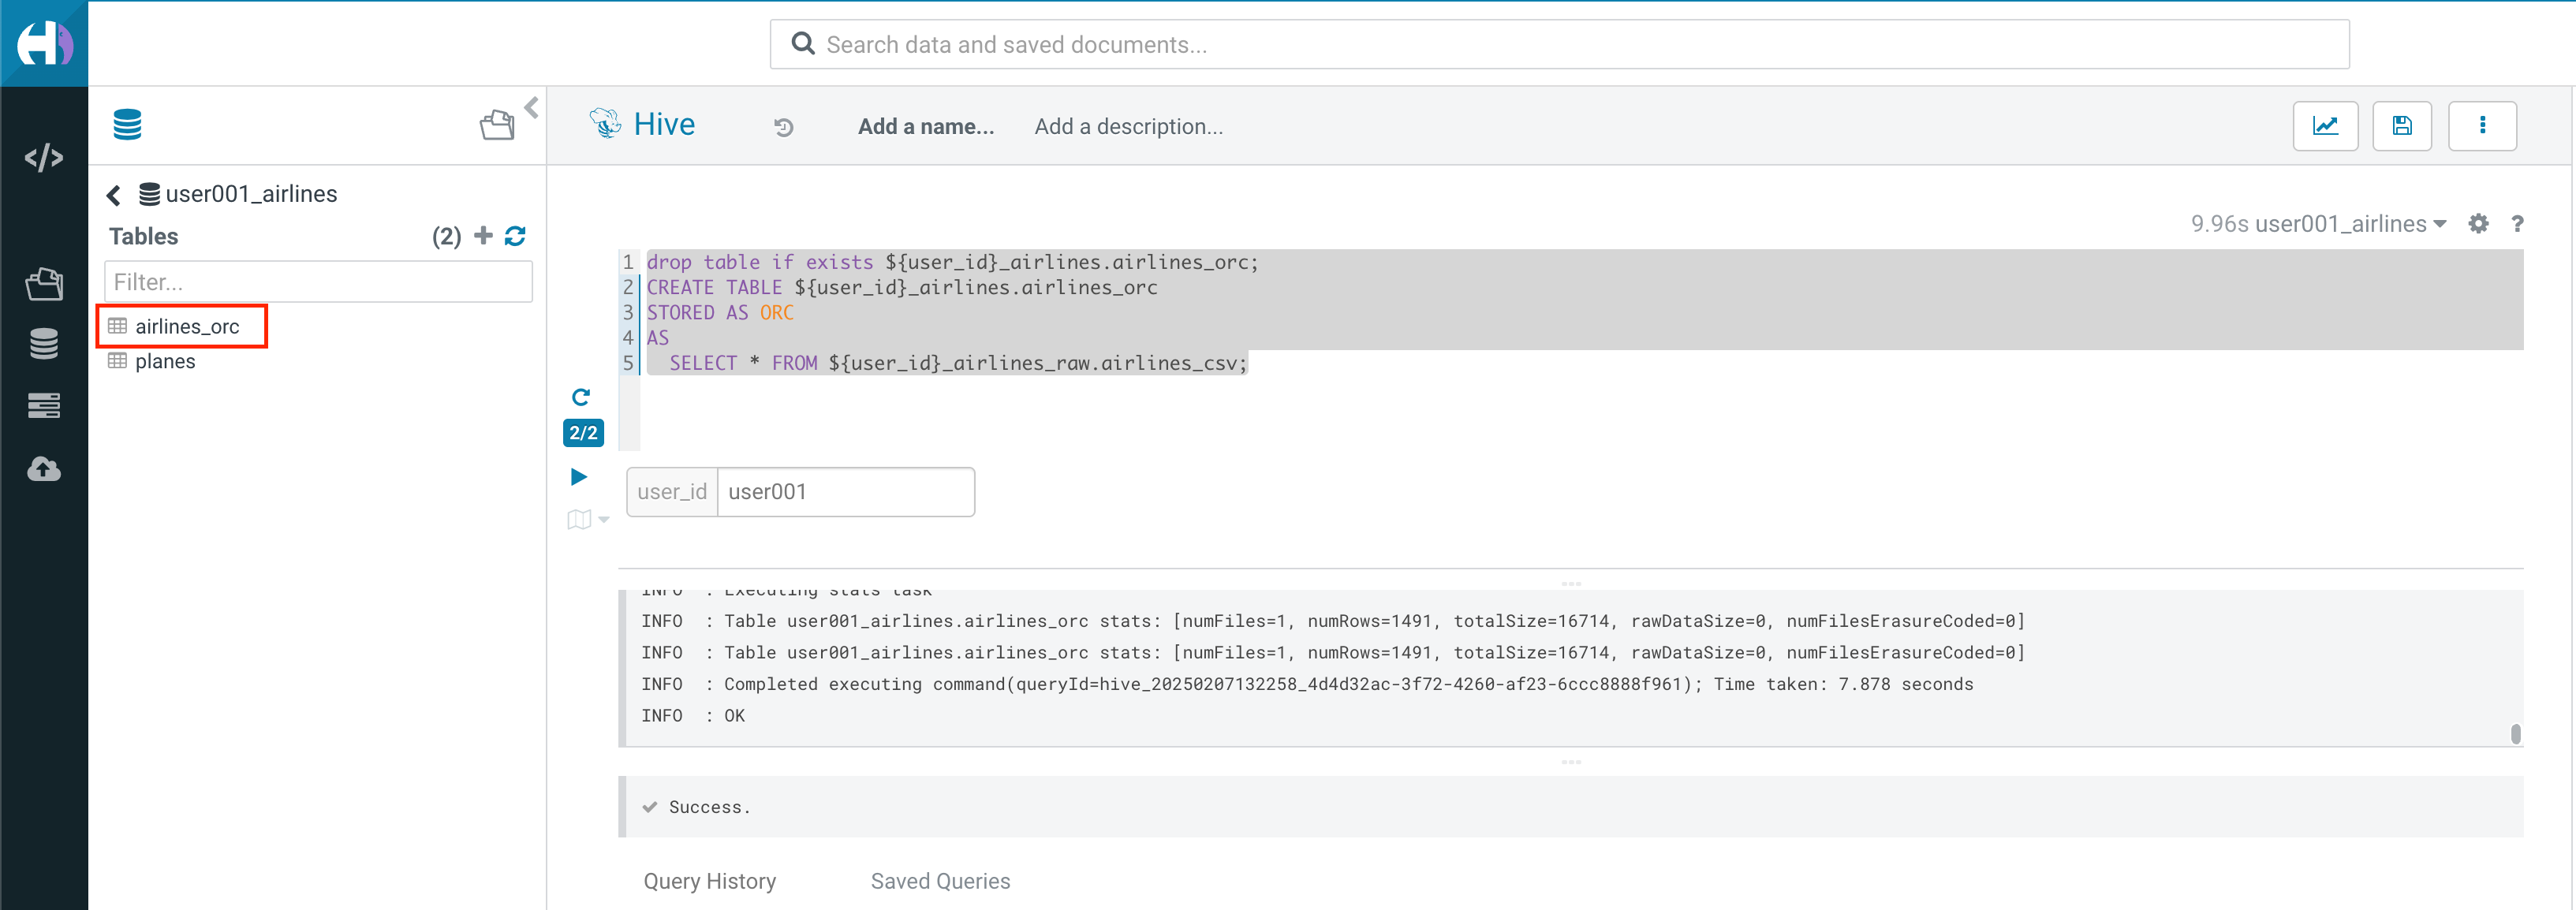 Search data and saved documents...
Hive
Add a name...
Add a description...
user001_airlines
Tables
(2)
Filter...
airlines_orc
planes
9.96s user001_airlines
?
1 drop table if exists ${user_id}_airlines.airlines_orc;
2 CREATE TABLE ${user_id}_airlines.airlines_orc
3 STORED AS ORC
4 AS
5   SELECT * FROM ${user_id}_airlines_raw.airlines_csv;
2/2
user_id
user001
INFO  : Executing stats task
INFO  : Table user001_airlines.airlines_orc stats: [numFiles=1, numRows=1491, totalSize=16714, rawDataSize=0, numFilesErasureCoded=0]
INFO  : Table user001_airlines.airlines_orc stats: [numFiles=1, numRows=1491, totalSize=16714, rawDataSize=0, numFilesErasureCoded=0]
INFO  : Completed executing command(queryId=hive_20250207132258_4d4d32ac-3f72-4260-af23-6ccc8888f961); Time taken: 7.878 seconds
INFO  : OK
Success.
Query History
Saved Queries